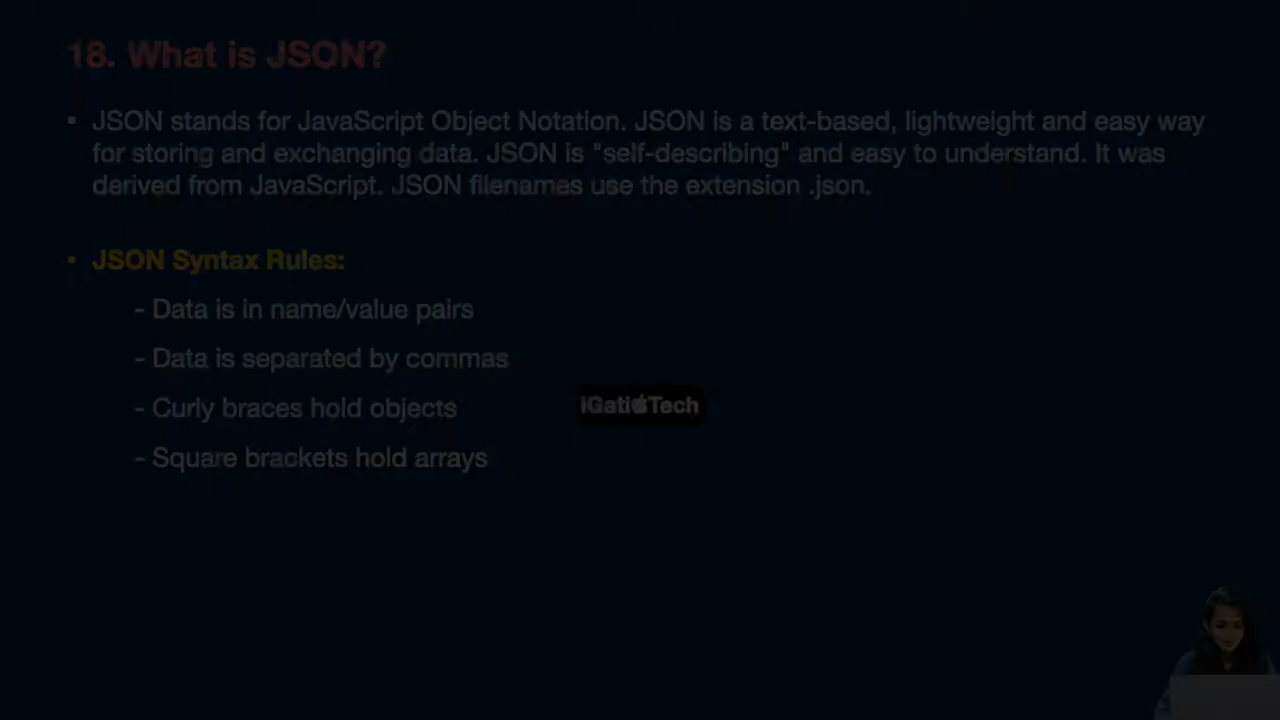 18. What is JSON?
• JSON stands for JavaScript Object Notation. JSON is a text-based, lightweight and easy way
for storing and exchanging data. JSON is "self-describing" and easy to understand. It was
derived from JavaScript. JSON filenames use the extension .json.
• JSON Syntax Rules:
- Data is in name/value pairs
- Data is separated by commas
- Curly braces hold objects
iGati Tech
- Square brackets hold arrays